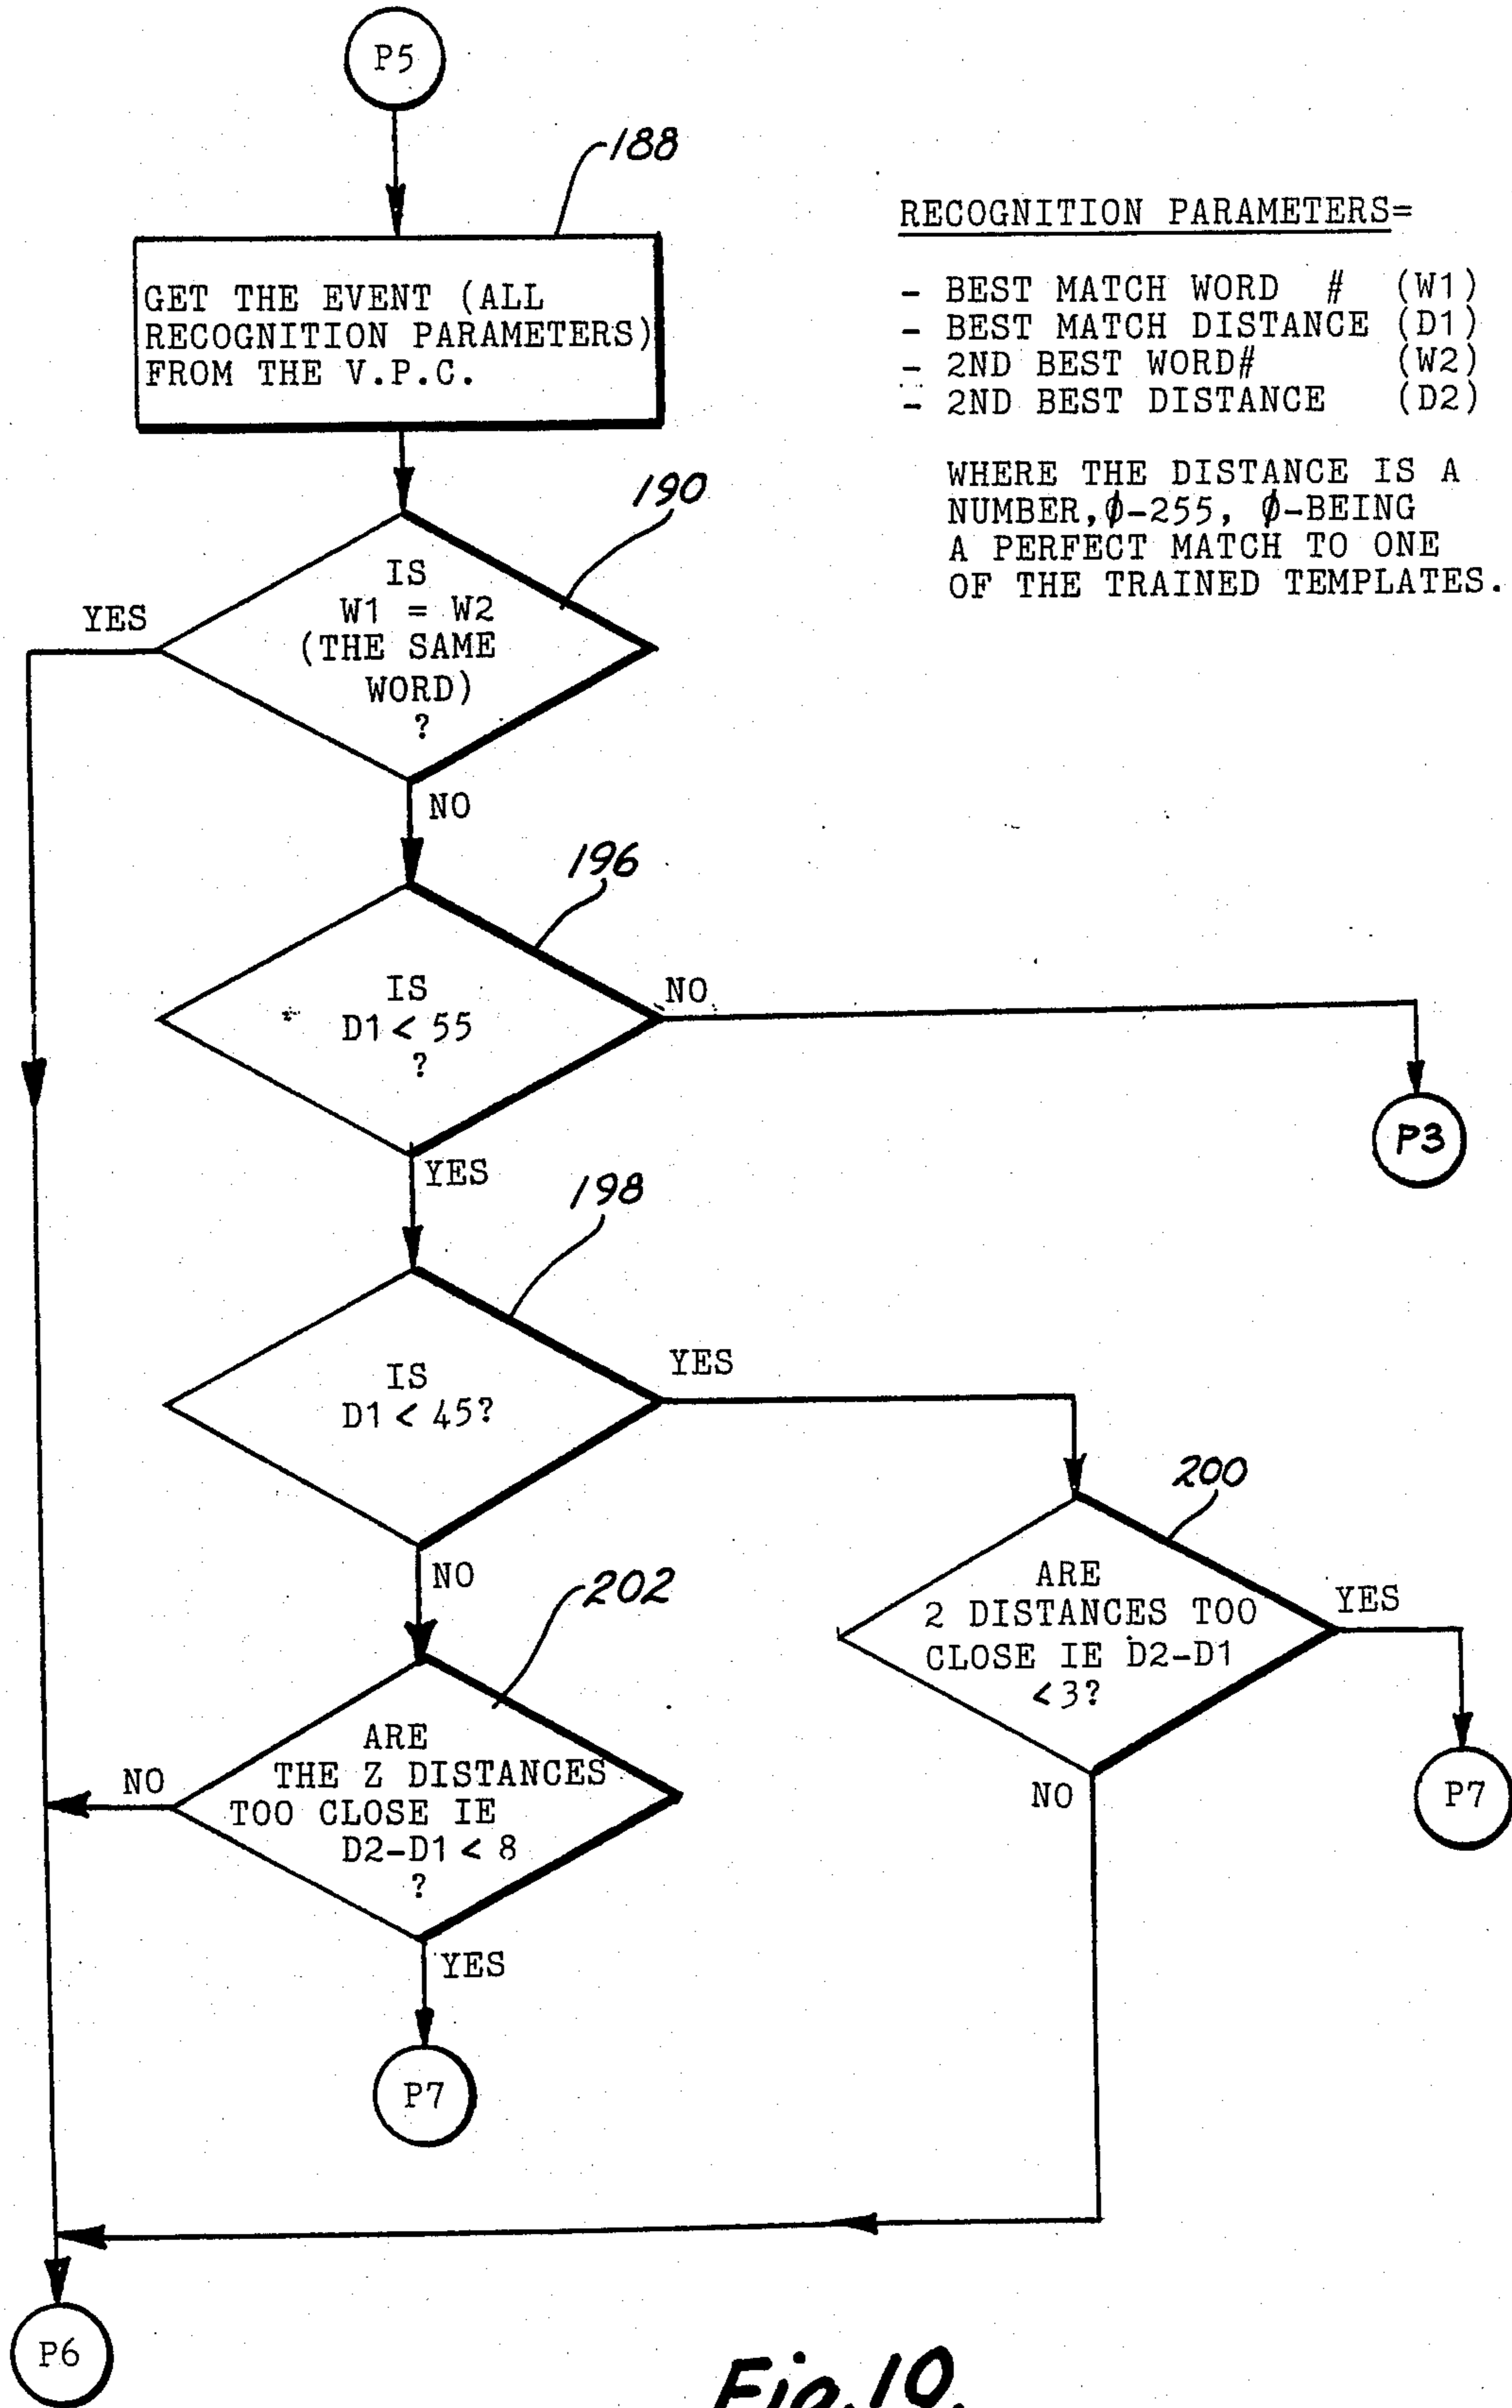 P5
188
GET THE EVENT (ALL
RECOGNITION PARAMETERS)
FROM THE V.P.C.
RECOGNITION PARAMETERS=
- BEST MATCH WORD # (W1)
- BEST MATCH DISTANCE (D1)
- 2ND BEST WORD# (W2)
- 2ND BEST DISTANCE (D2)
WHERE THE DISTANCE IS A
NUMBER,ϕ-255, ϕ-BEING
A PERFECT MATCH TO ONE
OF THE TRAINED TEMPLATES.
190
IS
W1 = W2
(THE SAME
WORD)
?
YES
NO
196
IS
D1 < 55
?
NO
P3
YES
198
IS
D1 < 45?
YES
NO
200
ARE
2 DISTANCES TOO
CLOSE IE D2-D1
<3?
YES
P7
NO
202
ARE
THE Z DISTANCES
TOO CLOSE IE
D2-D1 < 8
?
NO
YES
P7
P6
Fig.10.